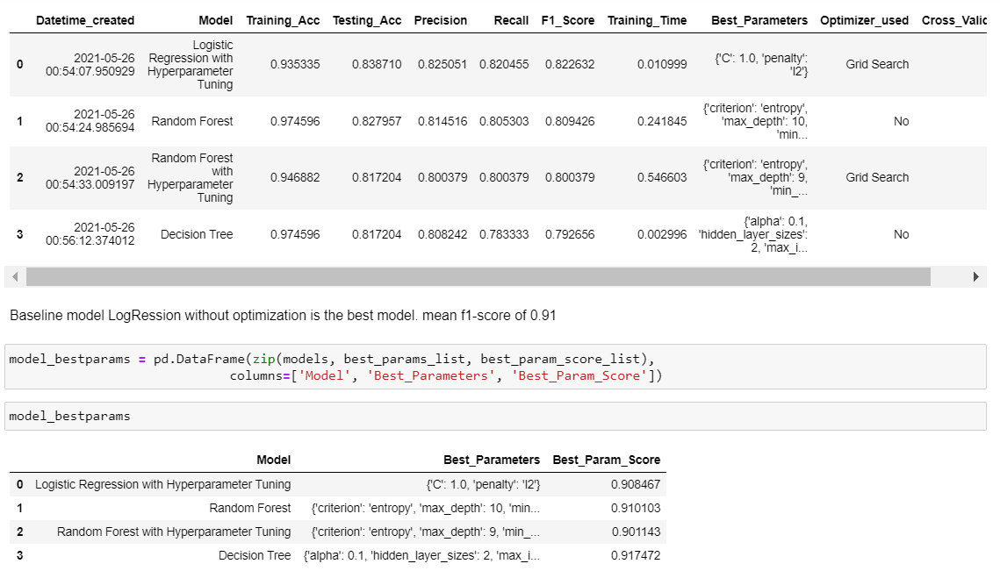 Datetime_created Model Training_Acc Testing_Acc Precision Recall F1_Score Training_Time Best_Parameters Optimizer_used Cross_Valid
0 2021-05-26 00:54:07.950929 Logistic Regression with Hyperparameter Tuning 0.935335 0.838710 0.825051 0.820455 0.822632 0.010999 {'C': 1.0, 'penalty': 'l2'} Grid Search
1 2021-05-26 00:54:24.985694 Random Forest 0.974596 0.827957 0.814516 0.805303 0.809426 0.241845 {'criterion': 'entropy', 'max_depth': 10, 'min... No
2 2021-05-26 00:54:33.009197 Random Forest with Hyperparameter Tuning 0.946882 0.817204 0.800379 0.800379 0.800379 0.546603 {'criterion': 'entropy', 'max_depth': 9, 'min_... Grid Search
3 2021-05-26 00:56:12.374012 Decision Tree 0.974596 0.817204 0.808242 0.783333 0.792656 0.002996 {'alpha': 0.1, 'hidden_layer_sizes': 2, 'max_i... No
Baseline model LogRession without optimization is the best model. mean f1-score of 0.91
model_bestparams = pd.DataFrame(zip(models, best_params_list, best_param_score_list),
columns=['Model', 'Best_Parameters', 'Best_Param_Score'])
model_bestparams
Model Best_Parameters Best_Param_Score
0 Logistic Regression with Hyperparameter Tuning {'C': 1.0, 'penalty': 'l2'} 0.908467
1 Random Forest {'criterion': 'entropy', 'max_depth': 10, 'min... 0.910103
2 Random Forest with Hyperparameter Tuning {'criterion': 'entropy', 'max_depth': 9, 'min_... 0.901143
3 Decision Tree {'alpha': 0.1, 'hidden_layer_sizes': 2, 'max_i... 0.917472